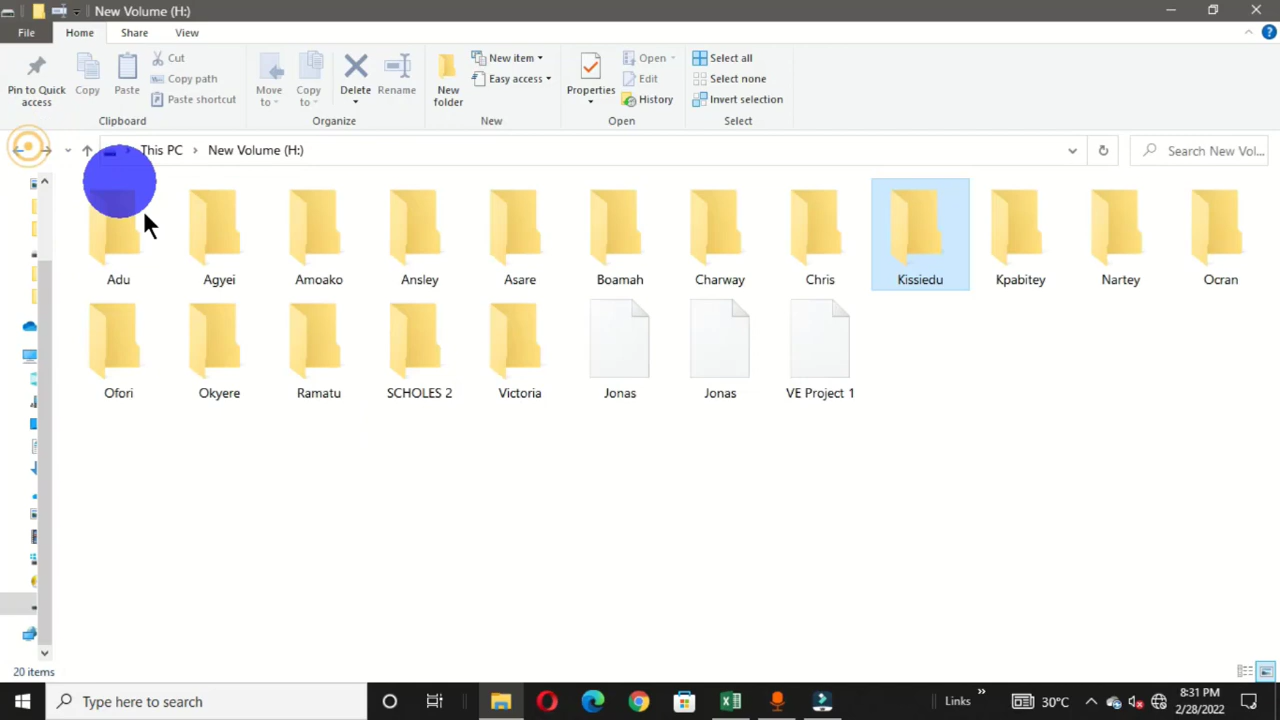 New Volume (H:)
File Home Share View
Pin to Quick access
Copy
Paste
Cut
Copy path
Paste shortcut
Clipboard
Move to
Copy to
Delete
Rename
Organize
New folder
New item
Easy access
New
Properties
Open
Edit
History
Open
Select all
Select none
Invert selection
Select
This PC New Volume (H:)
Search New Vol...
Adu Agyei Amoako Ansley Asare Boamah Charway Chris Kissiedu Kpabitey Nartey Ocran
Ofori Okyere Ramatu SCHOLES 2 Victoria Jonas Jonas VE Project 1
20 items
Type here to search
Links
30°C
8:31 PM
2/28/2022